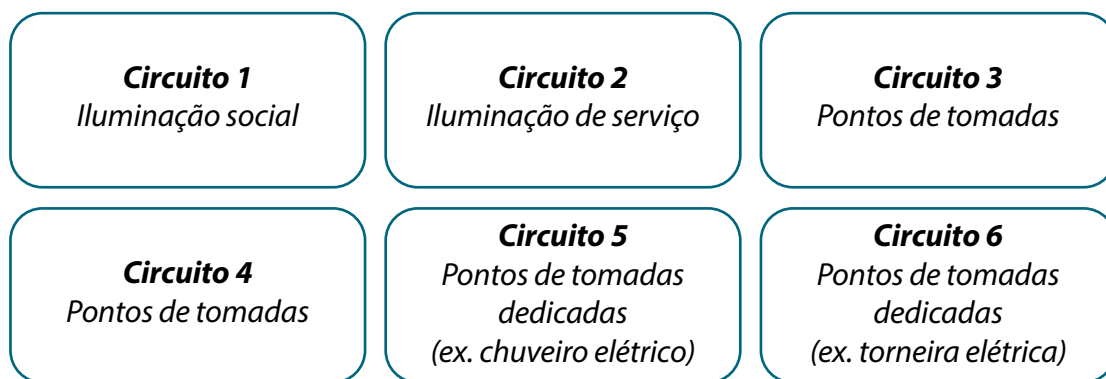 Circuito 1
Iluminação social
Circuito 2
Iluminação de serviço
Circuito 3
Pontos de tomadas
Circuito 4
Pontos de tomadas
Circuito 5
Pontos de tomadas
dedicadas
(ex. chuveiro elétrico)
Circuito 6
Pontos de tomadas
dedicadas
(ex. torneira elétrica)